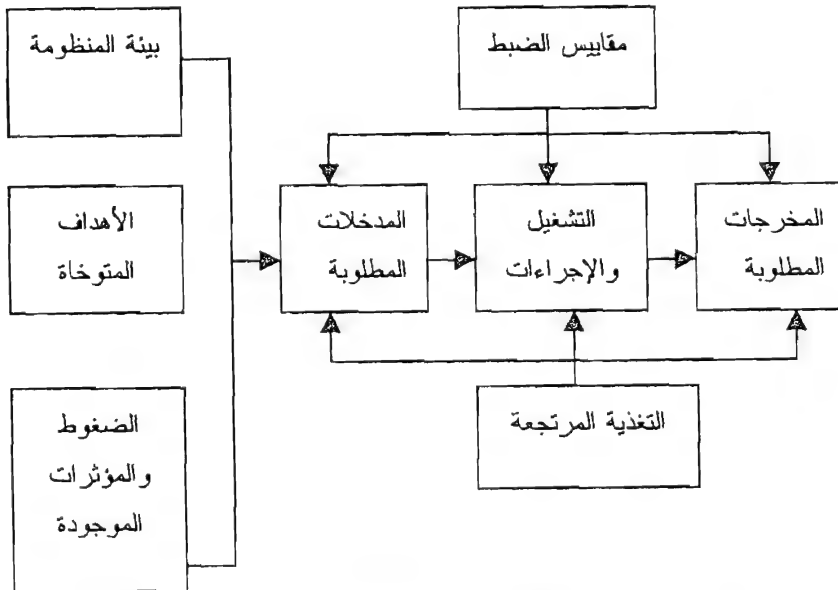 بيئة المنظومة
مقاييس الضبط
الأهداف
المتوخاة
المدخلات
المطلوبة
التشغيل
والإجراءات
المخرجات
المطلوبة
الضغوط
والمؤثرات
الموجودة
التغذية المرتجعة